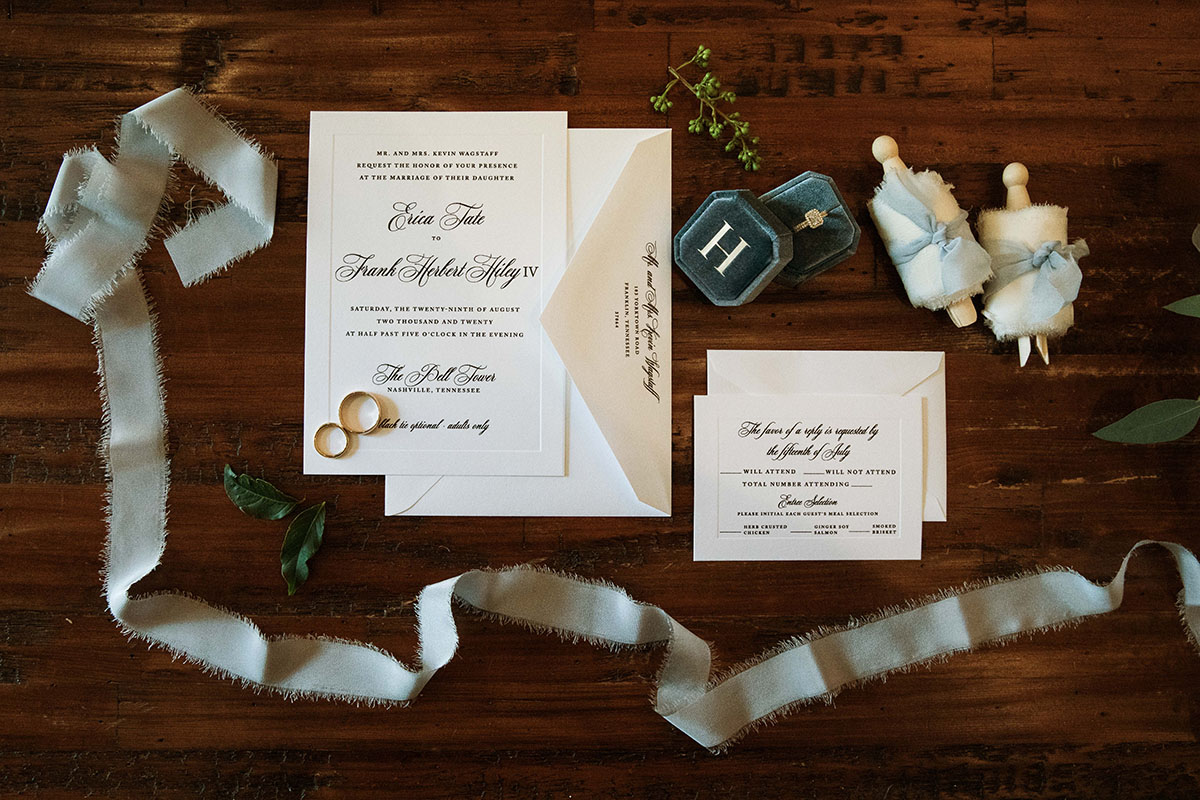 MR. AND MRS. KEVIN WAGSTAFF
REQUEST THE HONOR OF YOUR PRESENCE
AT THE MARRIAGE OF THEIR DAUGHTER
Erica Tate
TO
Frank Herbert Hiley IV
SATURDAY, THE TWENTY-NINTH OF AUGUST
TWO THOUSAND AND TWENTY
AT HALF PAST FIVE O'CLOCK IN THE EVENING
The Bell Tower
NASHVILLE, TENNESSEE
black tie optional - adults only
Mr. and Mrs. Kevin Wagstaff
103 YORKTOWN ROAD
FRANKLIN, TENNESSEE
37064
H
The favor of a reply is requested by
the fifteenth of July
WILL ATTEND WILL NOT ATTEND
TOTAL NUMBER ATTENDING
Entree Selection
PLEASE INITIAL EACH GUEST'S MEAL SELECTION
HERB CRUSTED GINGER SOY SMOKED
CHICKEN SALMON BRISKET